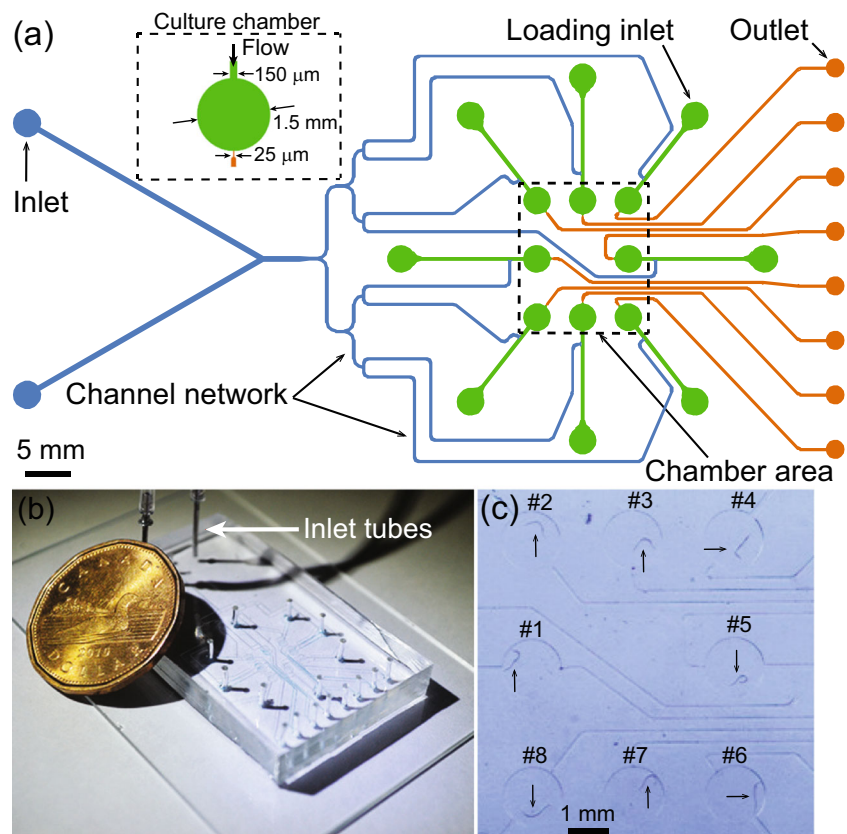 (a)
Culture chamber
Flow
150 μm
1.5 mm
25 μm
Loading inlet
Outlet
Inlet
Channel network
5 mm
Chamber area
(b)
Inlet tubes
CANADA
2010
DOLLAR
(c)
#2
#3
#4
#1
#5
#8
#7
#6
1 mm